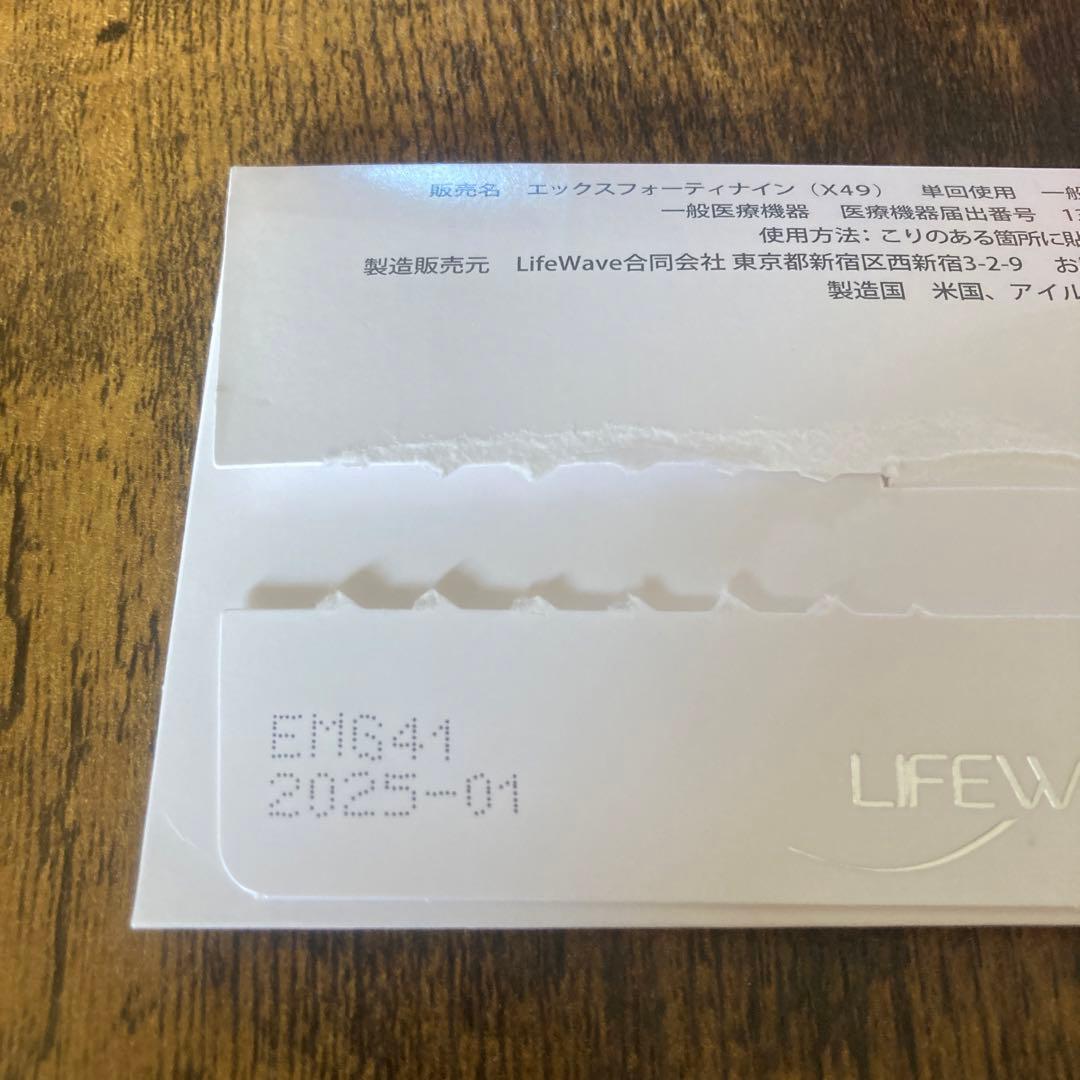 販売名　エックスフォーティナイン（X49）　単回使用　一般
一般医療機器　医療機器届出番号　13
使用方法：こりのある箇所に貼
製造販売元　LifeWave合同会社 東京都新宿区西新宿3-2-9　お
製造国　米国、アイル
EMG41
2025-01
LIFEW